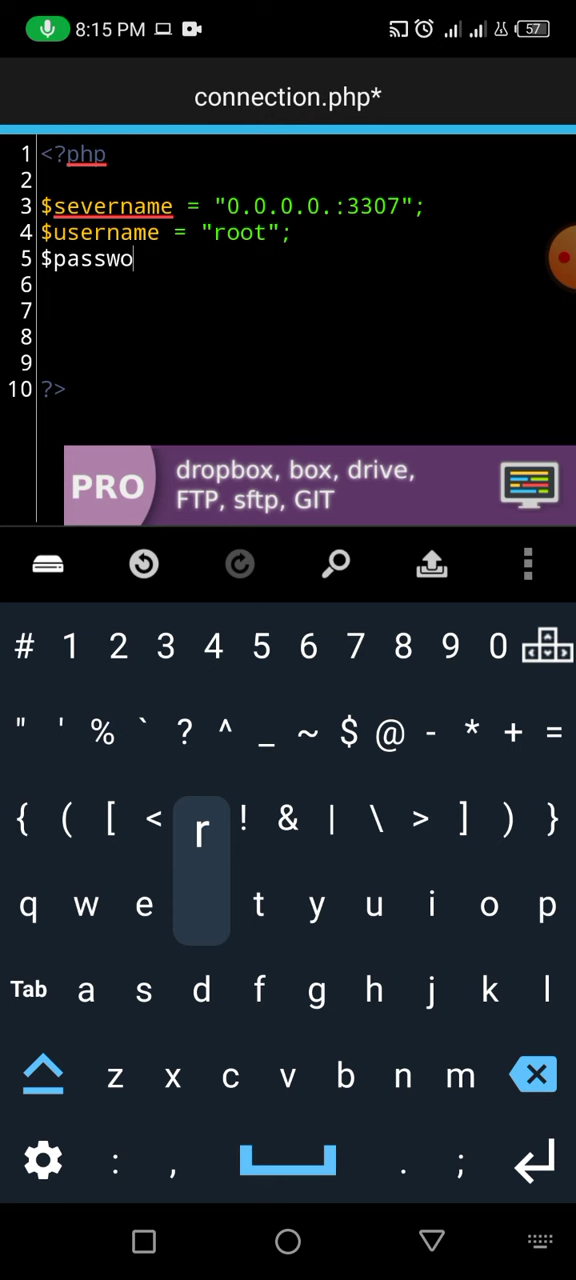 8:15 PM
57
connection.php*
1 <?php
2
3 $severname = "0.0.0.0.:3307";
4 $username = "root";
5 $passwo
6
7
8
9
10 ?>
PRO dropbox, box, drive,
FTP, sftp, GIT
# 1 2 3 4 5 6 7 8 9 0
" ' % ` ? ^ _ ~ $ @ - * + =
{ ( [ < r ! & | \ > ] ) }
q w e t y u i o p
Tab a s d f g h j k l
z x c v b n m
: , . ;